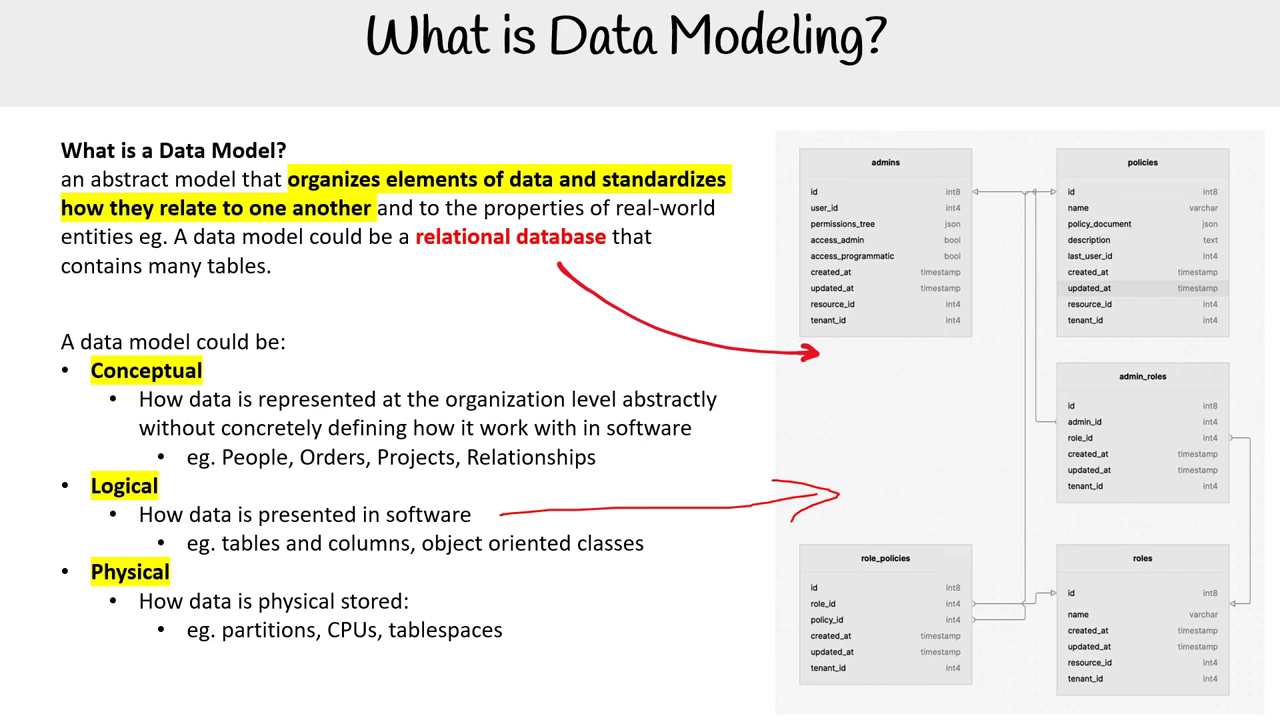 What is Data Modeling?
What is a Data Model?
an abstract model that organizes elements of data and standardizes
how they relate to one another and to the properties of real-world
entities eg. A data model could be a relational database that
contains many tables.
A data model could be:
• Conceptual
• How data is represented at the organization level abstractly
without concretely defining how it work with in software
• eg. People, Orders, Projects, Relationships
• Logical
• How data is presented in software
• eg. tables and columns, object oriented classes
• Physical
• How data is physical stored:
• eg. partitions, CPUs, tablespaces
admins
id int8
user_id int4
permissions_tree json
access_admin bool
access_programmatic bool
created_at timestamp
updated_at timestamp
resource_id int4
tenant_id int4
policies
id int8
name varchar
policy_document json
description text
last_user_id int4
created_at timestamp
updated_at timestamp
resource_id int4
tenant_id int4
admin_roles
id int8
admin_id int4
role_id int4
created_at timestamp
updated_at timestamp
tenant_id int4
role_policies
id int8
role_id int4
policy_id int4
created_at timestamp
updated_at timestamp
tenant_id int4
roles
id int8
name varchar
created_at timestamp
updated_at timestamp
resource_id int4
tenant_id int4